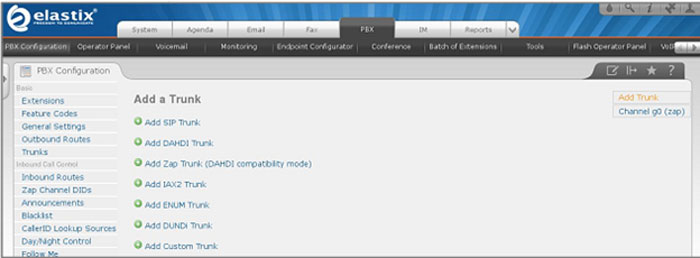 elastix
FREEDOM TO COMMUNICATE
System Agenda Email Fax PBX IM Reports
PBX Configuration Operator Panel Voicemail Monitoring Endpoint Configurator Conference Batch of Extensions Tools Flash Operator Panel VoIP
PBX Configuration
Basic
Extensions
Feature Codes
General Settings
Outbound Routes
Trunks
Inbound Call Control
Inbound Routes
Zap Channel DIDs
Announcements
Blacklist
CallerID Lookup Sources
Day/Night Control
Follow Me
Add a Trunk
Add SIP Trunk
Add DAHDI Trunk
Add Zap Trunk (DAHDI compatibility mode)
Add IAX2 Trunk
Add ENUM Trunk
Add DUNDi Trunk
Add Custom Trunk
Add Trunk
Channel g0 (zap)